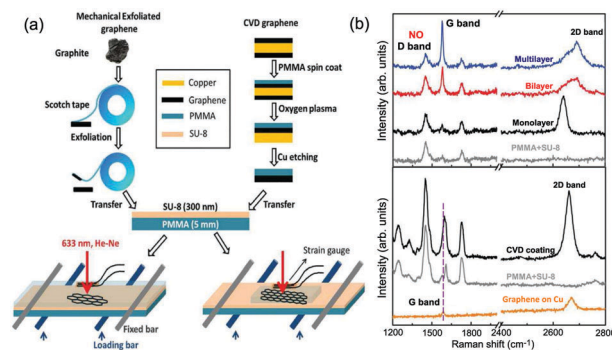 (a)
Mechanical Exfoliated
graphene
Graphite
Scotch tape
Exfoliation
Transfer
Copper
Graphene
PMMA
SU-8
CVD graphene
PMMA spin coat
Oxygen plasma
Cu etching
Transfer
SU-8 (300 nm)
PMMA (5 mm)
633 nm, He-Ne
Strain gauge
Fixed bar
Loading bar
(b)
G band
NO
D band
2D band
Multilayer
Bilayer
Monolayer
PMMA+SU-8
Intensity (arb. units)
2D band
CVD coating
PMMA+SU-8
G band
Graphene on Cu
Intensity (arb. units)
1200 1500 1800 2400 2600 2800
Raman shift (cm-1)